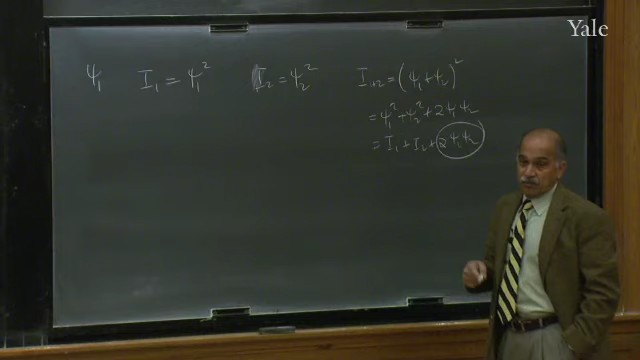 Yale
ψ₁ I₁ = ψ₁² I₂ = ψ₂² I₁₊₂ = (ψ₁ + ψ₂)²
= ψ₁² + ψ₂² + 2ψ₁ψ₂
= I₁ + I₂ + 2ψ₁ψ₂